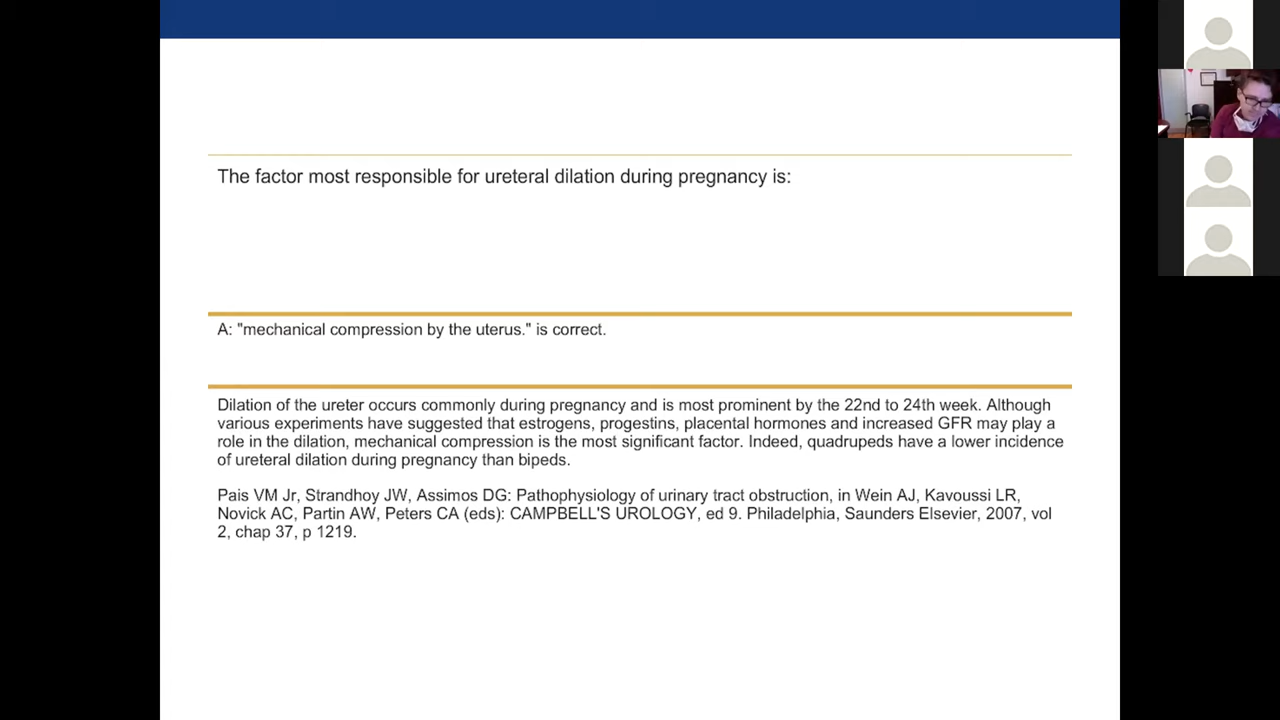 The factor most responsible for ureteral dilation during pregnancy is:
A: "mechanical compression by the uterus." is correct.
Dilation of the ureter occurs commonly during pregnancy and is most prominent by the 22nd to 24th week. Although
various experiments have suggested that estrogens, progestins, placental hormones and increased GFR may play a
role in the dilation, mechanical compression is the most significant factor. Indeed, quadrupeds have a lower incidence
of ureteral dilation during pregnancy than bipeds.
Pais VM Jr, Strandhoy JW, Assimos DG: Pathophysiology of urinary tract obstruction, in Wein AJ, Kavoussi LR,
Novick AC, Partin AW, Peters CA (eds): CAMPBELL'S UROLOGY, ed 9. Philadelphia, Saunders Elsevier, 2007, vol
2, chap 37, p 1219.